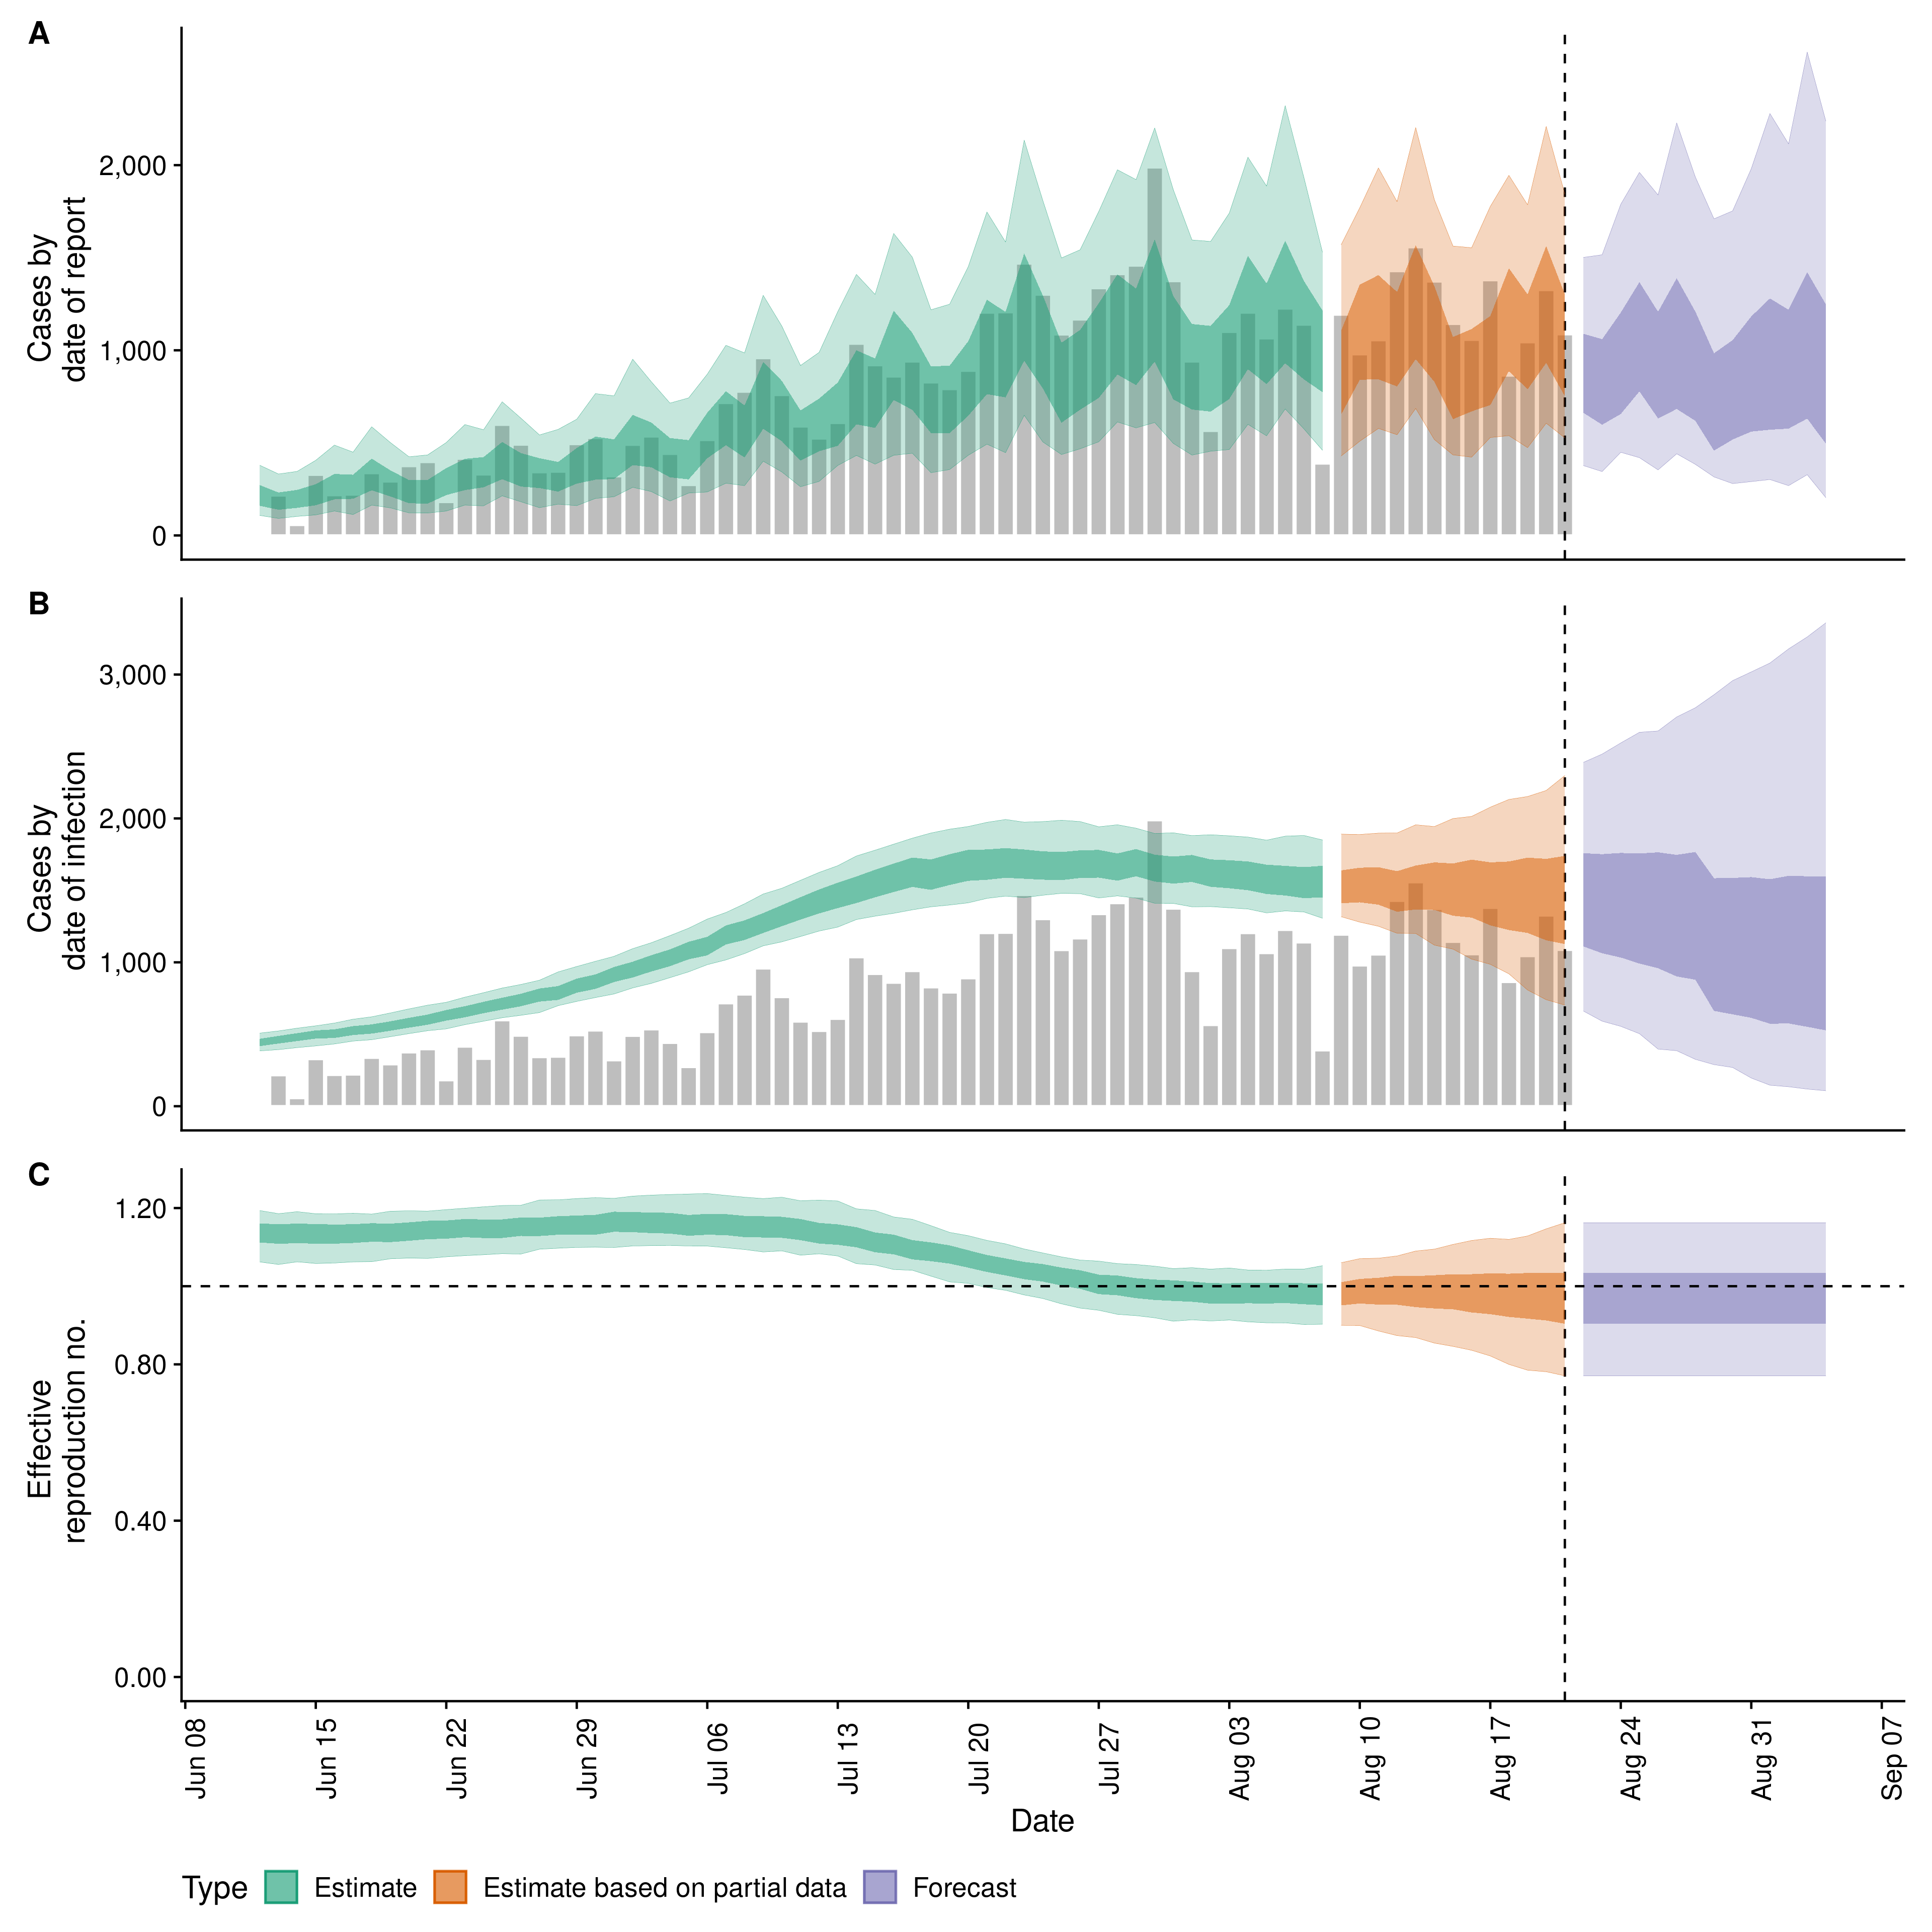 A
Cases by
date of report
2,000
1,000
0
B
Cases by
date of infection
3,000
2,000
1,000
0
C
Effective
reproduction no.
1.20
0.80
0.40
0.00
Jun 08
Jun 15
Jun 22
Jun 29
Jul 06
Jul 13
Jul 20
Jul 27
Aug 03
Aug 10
Aug 17
Aug 24
Aug 31
Sep 07
Date
Type Estimate Estimate based on partial data Forecast